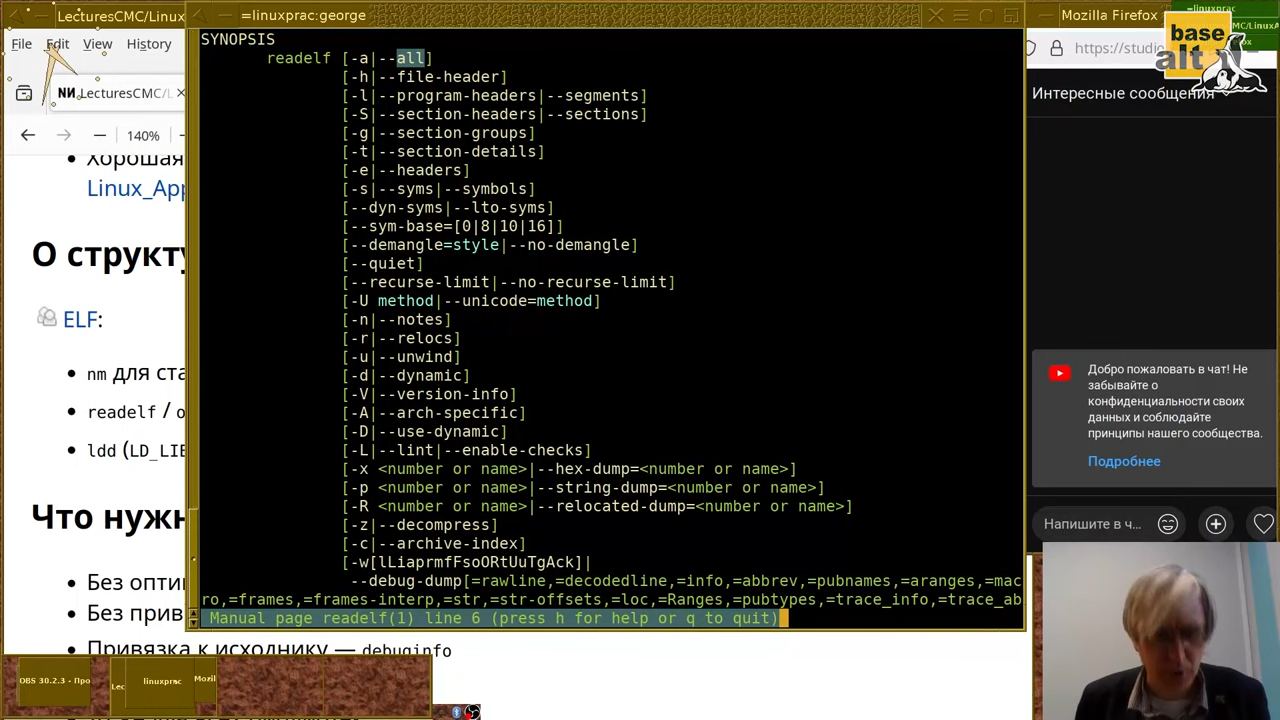 LecturesCMC/Linux
=linuxprac:george
Mozilla Firefox
linuxprac
CMC/LinuxA
base
alt
File Edit View History
https://studio
LecturesCMC/L
Интересные сообщения
140%
Хорошая
Linux_App
О структу
ELF:
nm для ста
readelf / o
ldd (LD_LIB
Что нужн
Без опти
Без прив
Привязка к исходнику — debuginfo
SYNOPSIS
readelf [-a|--all]
[-h|--file-header]
[-l|--program-headers|--segments]
[-S|--section-headers|--sections]
[-g|--section-groups]
[-t|--section-details]
[-e|--headers]
[-s|--syms|--symbols]
[--dyn-syms|--lto-syms]
[--sym-base=[0|8|10|16]]
[--demangle=style|--no-demangle]
[--quiet]
[--recurse-limit|--no-recurse-limit]
[-U method|--unicode=method]
[-n|--notes]
[-r|--relocs]
[-u|--unwind]
[-d|--dynamic]
[-V|--version-info]
[-A|--arch-specific]
[-D|--use-dynamic]
[-L|--lint|--enable-checks]
[-x <number or name>|--hex-dump=<number or name>]
[-p <number or name>|--string-dump=<number or name>]
[-R <number or name>|--relocated-dump=<number or name>]
[-z|--decompress]
[-c|--archive-index]
[-w[lLiaprmfFsoORtUuTgAck]|
--debug-dump[=rawline,=decodedline,=info,=abbrev,=pubnames,=aranges,=mac
ro,=frames,=frames-interp,=str,=str-offsets,=loc,=Ranges,=pubtypes,=trace_info,=trace_ab
Manual page readelf(1) line 6 (press h for help or q to quit)
Добро пожаловать в чат! Не
забывайте о
конфиденциальности своих
данных и соблюдайте
принципы нашего сообщества.
Подробнее
Напишите в ч...
OBS 30.2.3 - Про
Lec
linuxprac
Mozil